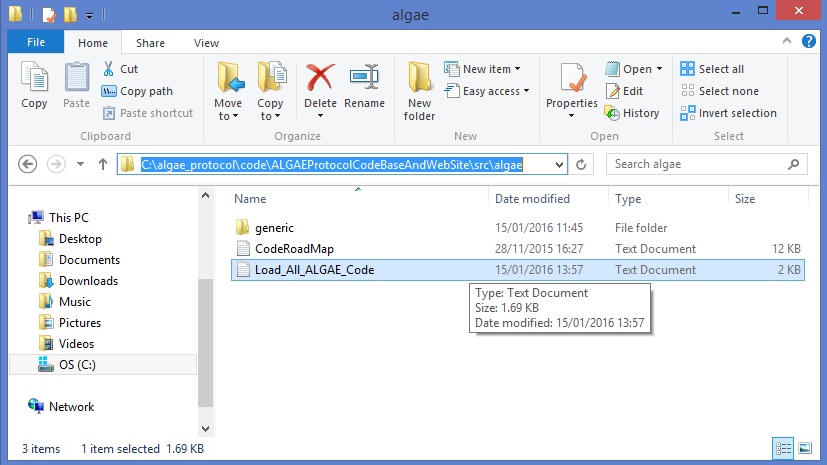 algae
File Home Share View
Copy
Paste
Cut
Copy path
Paste shortcut
Clipboard
Move to
Copy to
Delete
Rename
Organize
New folder
New item
Easy access
New
Properties
Open
Edit
History
Open
Select all
Select none
Invert selection
Select
C:\algae_protocol\code\ALGAEProtocolCodeBaseAndWebSite\src\algae
Search algae
This PC
Desktop
Documents
Downloads
Music
Pictures
Videos
OS (C:)
Network
Name Date modified Type Size
generic 15/01/2016 11:45 File folder
CodeRoadMap 28/11/2015 16:27 Text Document 12 KB
Load_All_ALGAE_Code 15/01/2016 13:57 Text Document 2 KB
Type: Text Document
Size: 1.69 KB
Date modified: 15/01/2016 13:57
3 items 1 item selected 1.69 KB